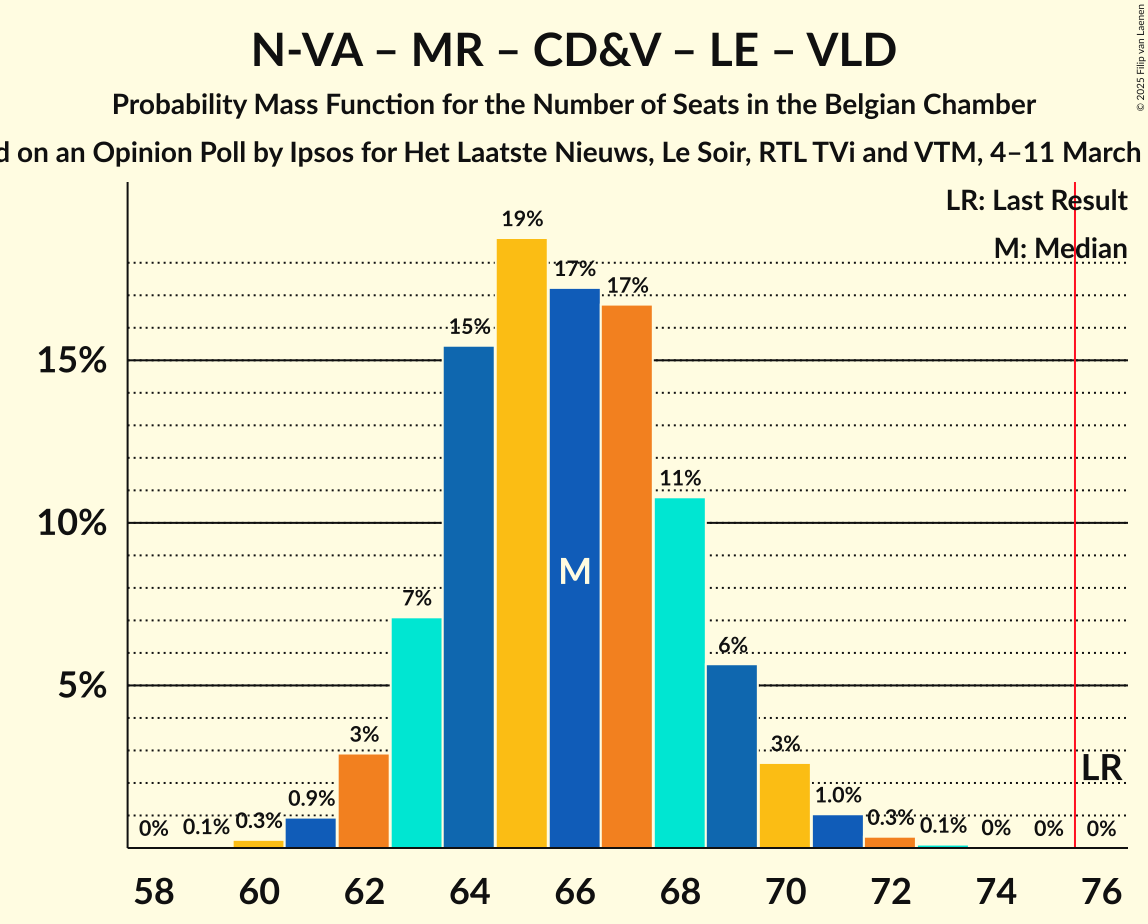 N-VA – MR – CD&V – LE – VLD
Probability Mass Function for the Number of Seats in the Belgian Chamber
on an Opinion Poll by Ipsos for Het Laatste Nieuws, Le Soir, RTL TVi and VTM, 4–11 March
© 2025 Filip van Laenen
LR: Last Result
M: Median
19%
17%
17%
15%
15%
11%
10%
M
7%
6%
5%
3%
3%
LR
0.9%
1.0%
0% 0.1% 0.3% 0.3% 0.1% 0% 0% 0%
58 60 62 64 66 68 70 72 74 76